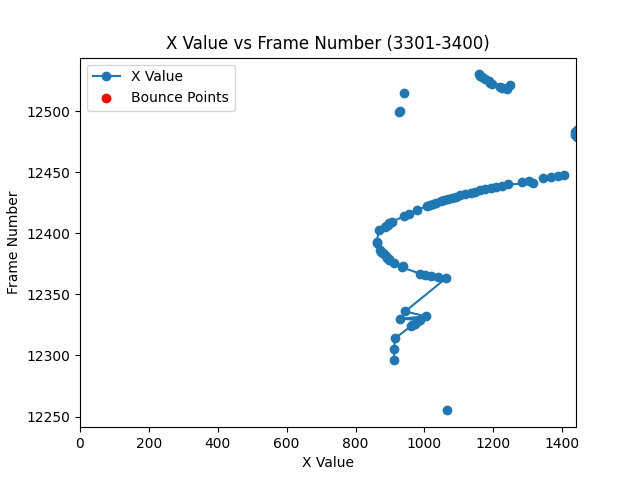 X Value vs Frame Number (3301-3400)
X Value
Bounce Points
12500
12450
12400
12350
12300
12250
Frame Number
0 200 400 600 800 1000 1200 1400
X Value